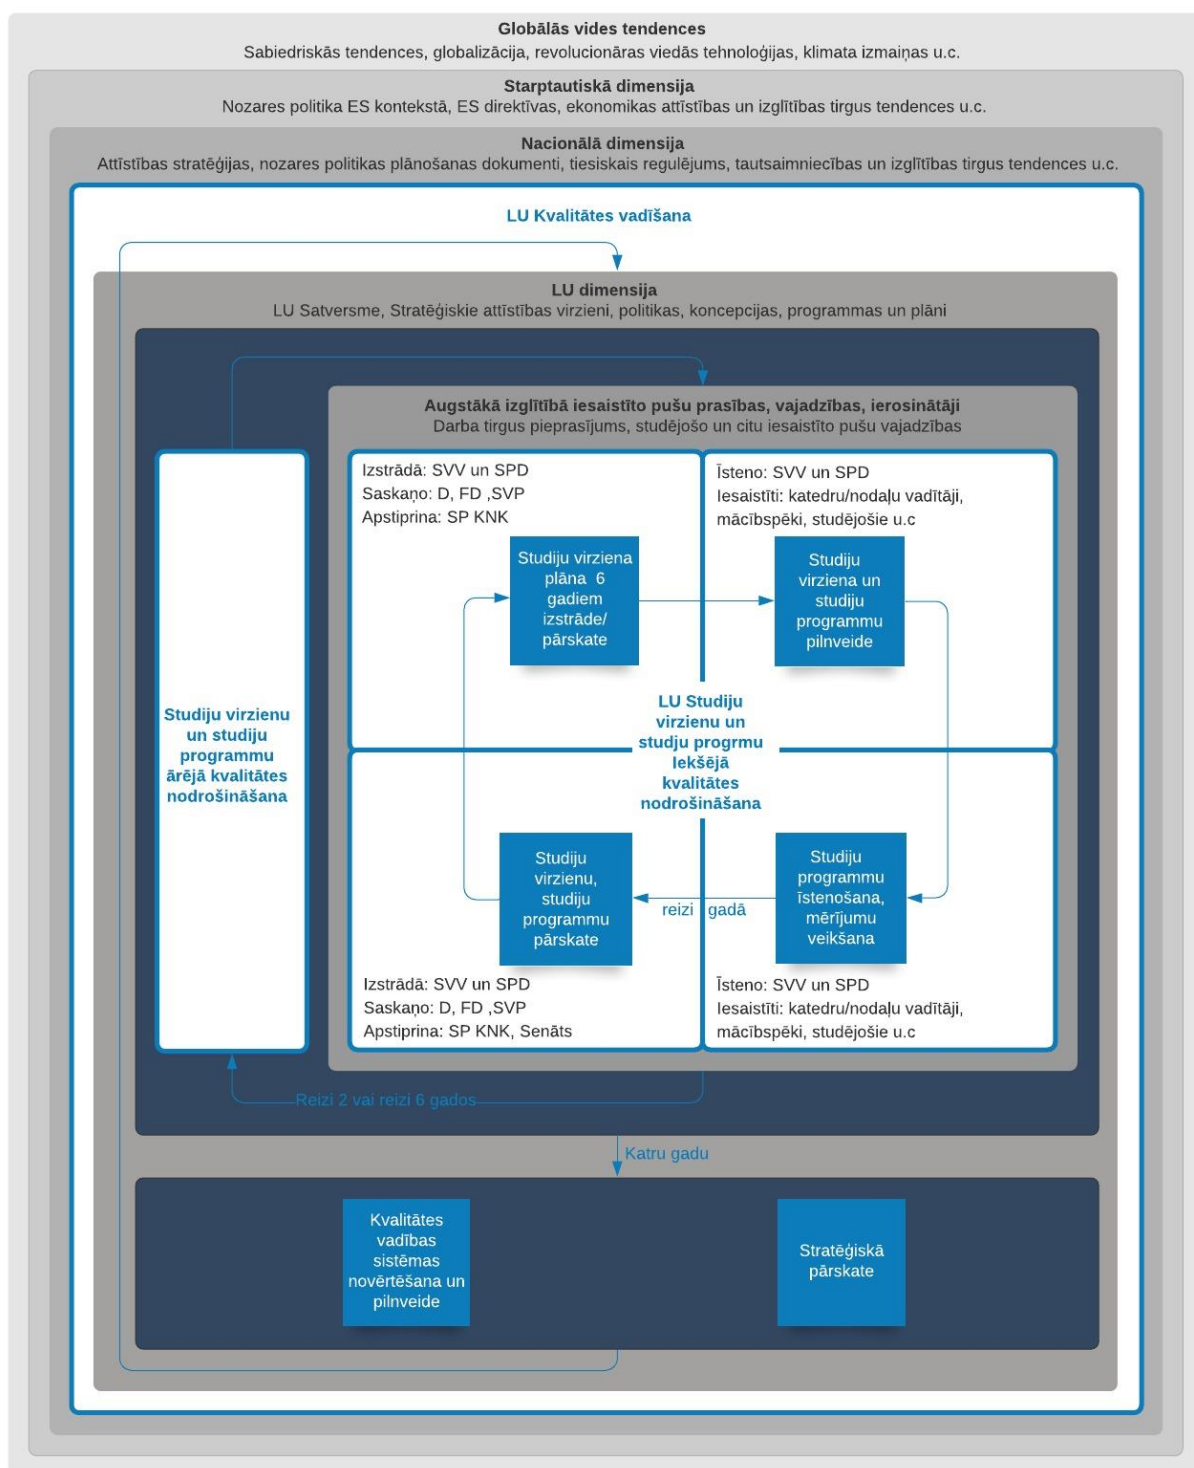 Globālās vides tendences
Sabiedriskās tendences, globalizācija, revolucionāras viedās tehnoloģijas, klimata izmaiņas u.c.
Starptautiskā dimensija
Nozares politika ES kontekstā, ES direktīvas, ekonomikas attīstības un izglītības tirgus tendences u.c.
Nacionālā dimensija
Attīstības stratēģijas, nozares politikas plānošanas dokumenti, tiesiskais regulējums, tautsaimniecības un izglītības tirgus tendences u.c.
LU Kvalitātes vadīšana
LU dimensija
LU Satversme, Stratēģiskie attīstības virzieni, politikas, koncepcijas, programmas un plāni
Augstākā izglītībā iesaistīto pušu prasības, vajadzības, ierosinātāji
Darba tirgus pieprasījums, studējošo un citu iesaistīto pušu vajadzības
Izstrādā: SVV un SPD
Saskaņo: D, FD ,SVP
Apstiprina: SP KNK
Īsteno: SVV un SPD
Iesaistīti: katedru/nodaļu vadītāji,
mācībspēki, studējošie u.c
Studiju virziena
plāna 6
gadiem
izstrāde/
pārskate
Studiju
virziena un
studiju
programmu
pilnveide
Studiju virzienu
un studiju
programmu
ārējā kvalitātes
nodrošināšana
LU Studiju
virzienu un
studju progrmu
Iekšējā
kvalitātes
nodrošināšana
Studiju
virzienu,
studiju
programmu
pārskate
reizi gadā
Studiju
programmu
īstenošana,
mērījumu
veikšana
Izstrādā: SVV un SPD
Saskaņo: D, FD ,SVP
Apstiprina: SP KNK, Senāts
Īsteno: SVV un SPD
Iesaistīti: katedru/nodaļu vadītāji,
mācībspēki, studējošie u.c
Reizi 2 vai reizi 6 gados
Katru gadu
Kvalitātes
vadības
sistēmas
novērtēšana un
pilnveide
Stratēģiskā
pārskate